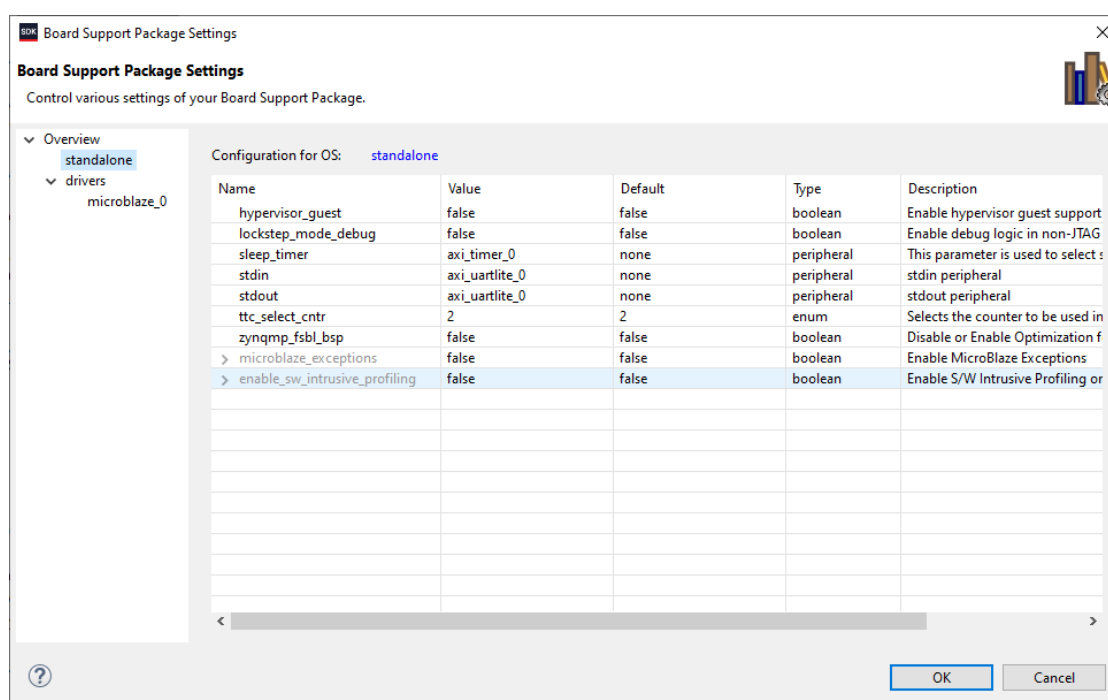 SDK Board Support Package Settings
Board Support Package Settings
Control various settings of your Board Support Package.
Overview
standalone
drivers
microblaze_0
Configuration for OS: standalone
Name Value Default Type Description
hypervisor_guest false false boolean Enable hypervisor guest support
lockstep_mode_debug false false boolean Enable debug logic in non-JTAG
sleep_timer axi_timer_0 none peripheral This parameter is used to select s
stdin axi_uartlite_0 none peripheral stdin peripheral
stdout axi_uartlite_0 none peripheral stdout peripheral
ttc_select_cntr 2 2 enum Selects the counter to be used in
zynqmp_fsbl_bsp false false boolean Disable or Enable Optimization f
microblaze_exceptions false false boolean Enable MicroBlaze Exceptions
enable_sw_intrusive_profiling false false boolean Enable S/W Intrusive Profiling or
?
OK Cancel